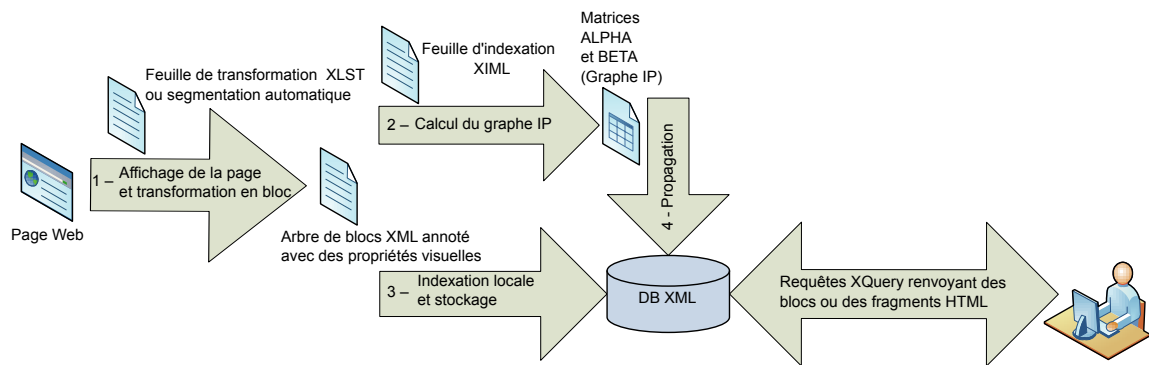 Page Web
Feuille de transformation XLST
ou segmentation automatique
1 – Affichage de la page
et transformation en bloc
Arbre de blocs XML annoté
avec des propriétés visuelles
Feuille d'indexation
XIML
2 – Calcul du graphe IP
Matrices
ALPHA
et BETA
(Graphe IP)
4 - Propagation
3 – Indexation locale
et stockage
DB XML
Requêtes XQuery renvoyant des
blocs ou des fragments HTML